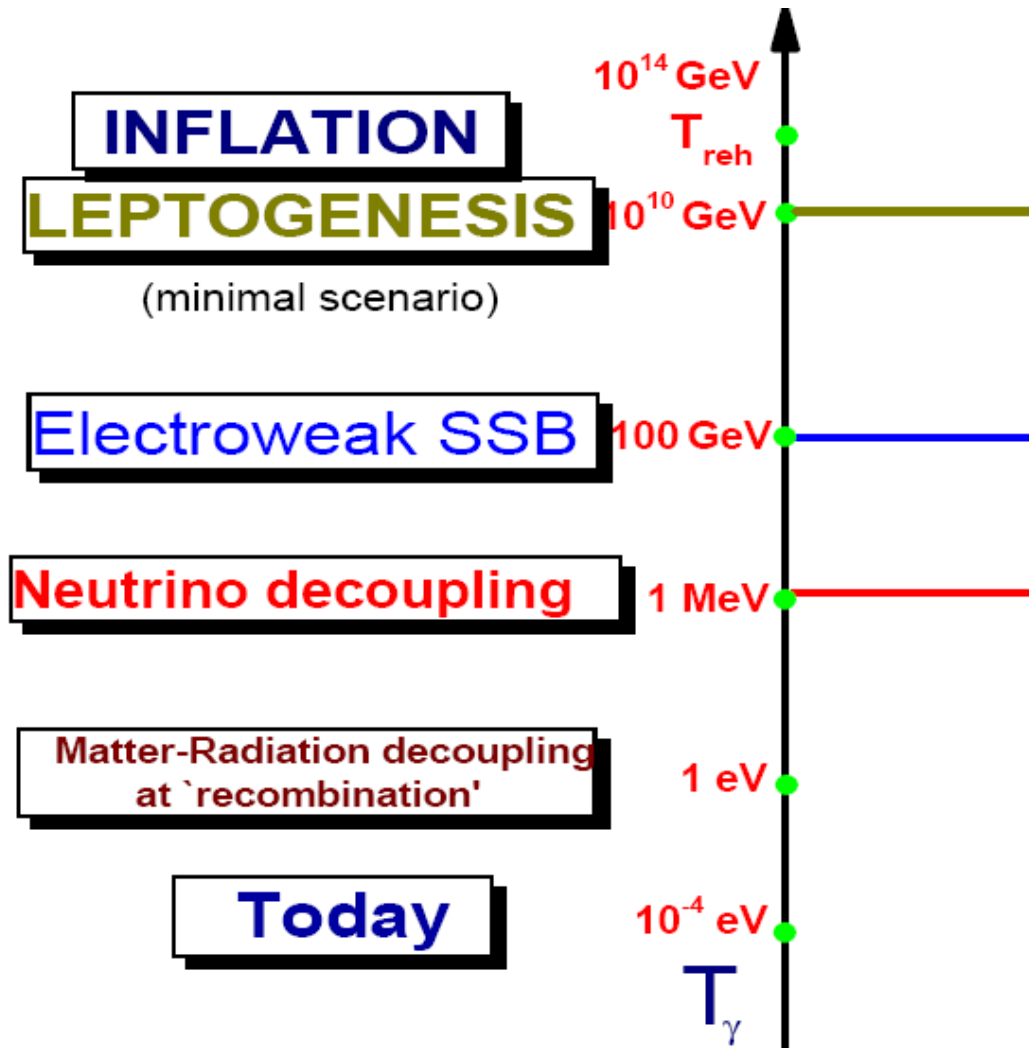 10¹⁴ GeV
INFLATION
T_reh
LEPTOGENESIS
10¹⁰ GeV
(minimal scenario)
Electroweak SSB
100 GeV
Neutrino decoupling
1 MeV
Matter-Radiation decoupling
at `recombination'
1 eV
Today
10⁻⁴ eV
T_γ